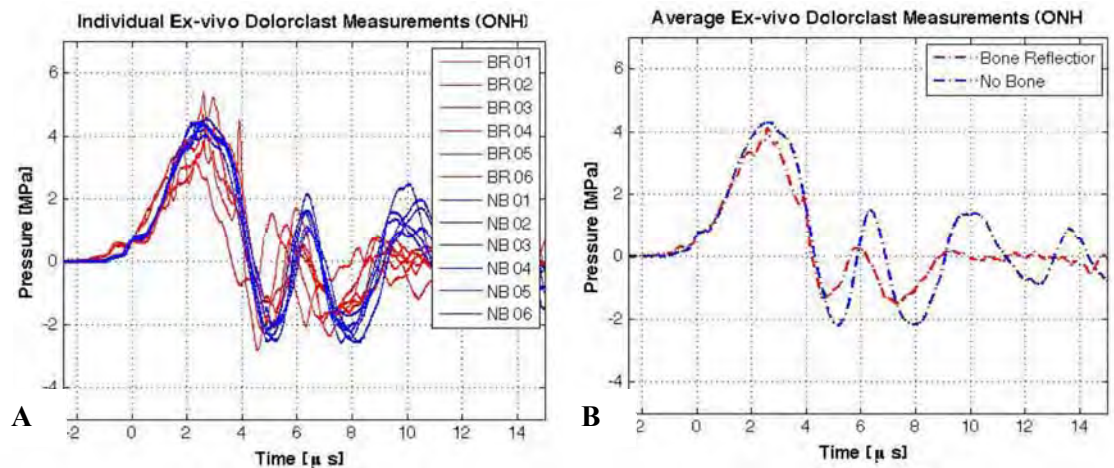 Individual Ex-vivo Dolorclast Measurements (ONH)
Pressure [MPa]
6
4
2
0
-2
-4
-2 0 2 4 6 8 10 12 14
Time [μ s]
BR 01
BR 02
BR 03
BR 04
BR 05
BR 06
NB 01
NB 02
NB 03
NB 04
NB 05
NB 06
A
Average Ex-vivo Dolorclast Measurements (ONH
Pressure [MPa]
6
4
2
0
-2
-4
-2 0 2 4 6 8 10 12 14
Time [μ s]
Bone Reflection
No Bone
B